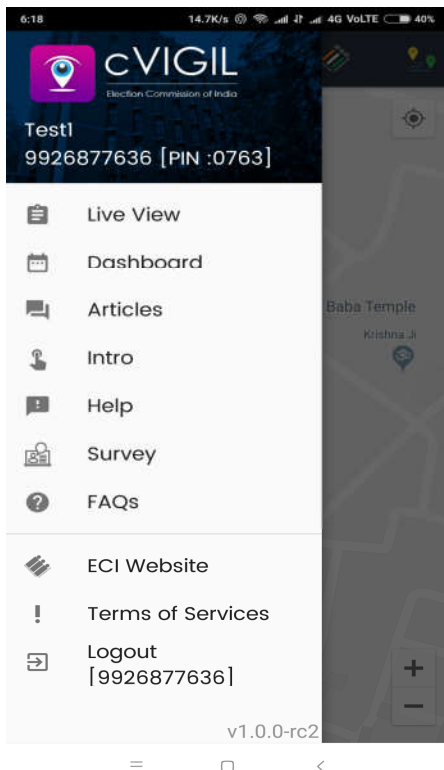 6:18
14.7K/s 4G VoLTE 40%
cVIGIL
Election Commission of India
Test1
9926877636 [PIN :0763]
Live View
Dashboard
Articles
Intro
Help
Survey
FAQs
ECI Website
Terms of Services
Logout
[9926877636]
v1.0.0-rc2
Baba Temple
Krishna Ji
+
−